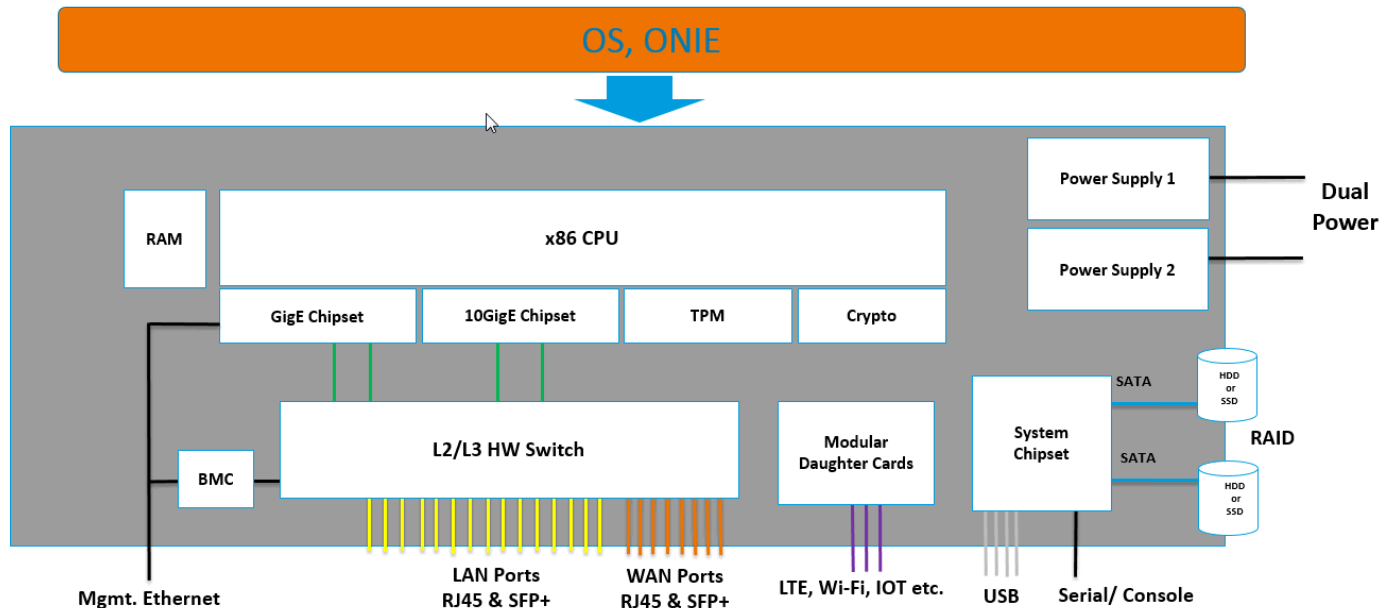 OS, ONIE
Power Supply 1
Dual
Power
RAM
x86 CPU
Power Supply 2
GigE Chipset
10GigE Chipset
TPM
Crypto
SATA
HDD
or
SSD
L2/L3 HW Switch
Modular
Daughter Cards
System
Chipset
RAID
SATA
BMC
HDD
or
SSD
LAN Ports
RJ45 & SFP+
WAN Ports
RJ45 & SFP+
LTE, Wi-Fi, IOT etc.
USB
Serial/ Console
Mgmt. Ethernet